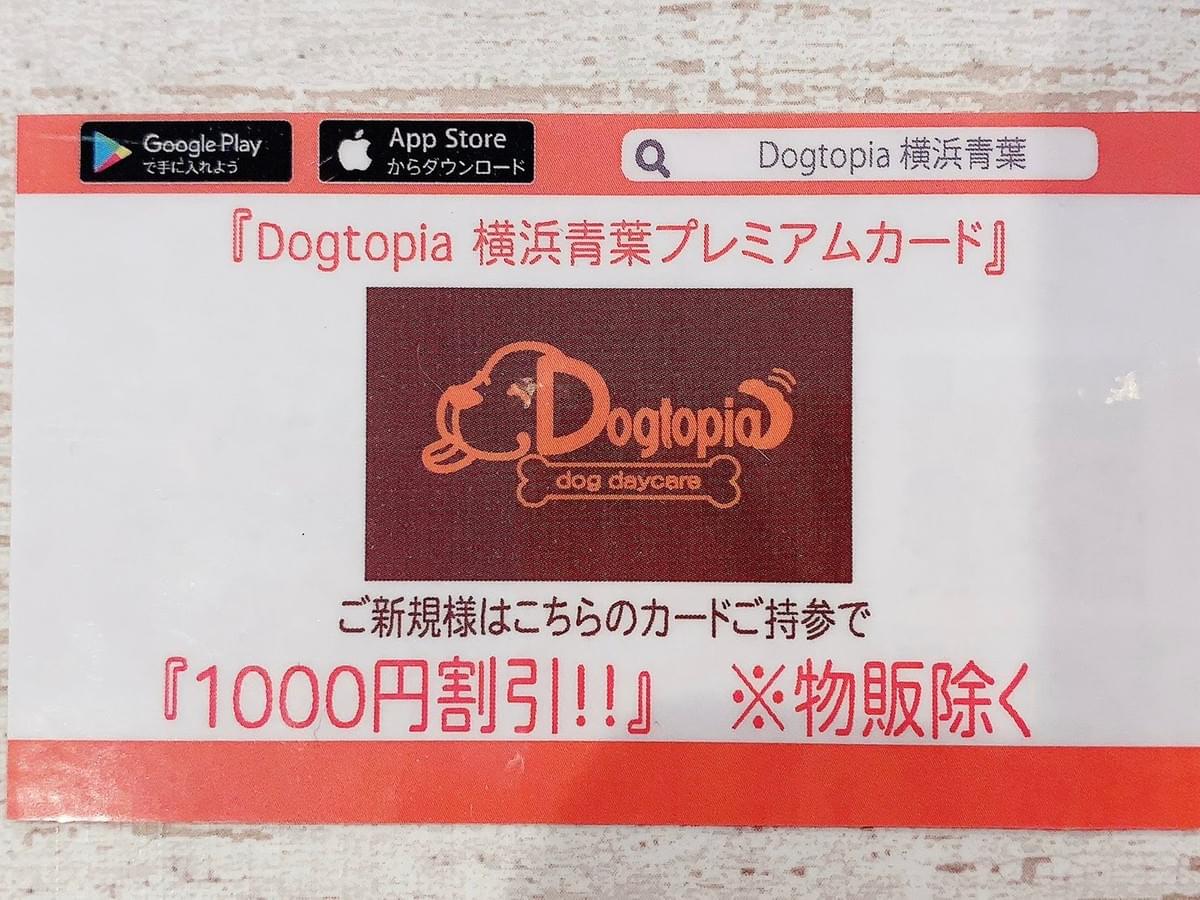 Google Play
で手に入れよう
App Store
からダウンロード
Dogtopia 横浜青葉
『Dogtopia 横浜青葉プレミアムカード』
Dogtopia
dog daycare
ご新規様はこちらのカードご持参で
『1000円割引!!』 ※物販除く